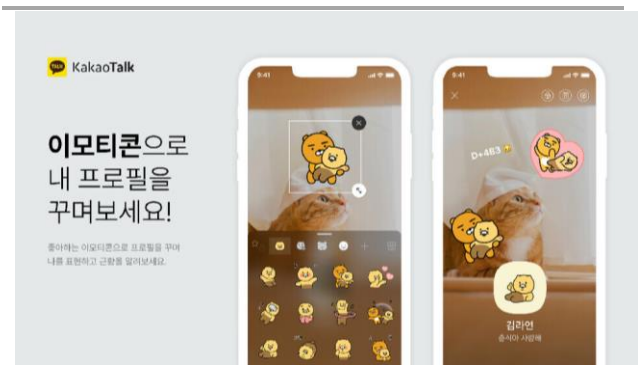 KakaoTalk
이모티콘으로
내 프로필을
꾸며보세요!
좋아하는 이모티콘으로 프로필을 꾸며
나를 표현하고 근황을 알려보세요.
9:41
9:41
D+483
김라연
춘식아 사랑해